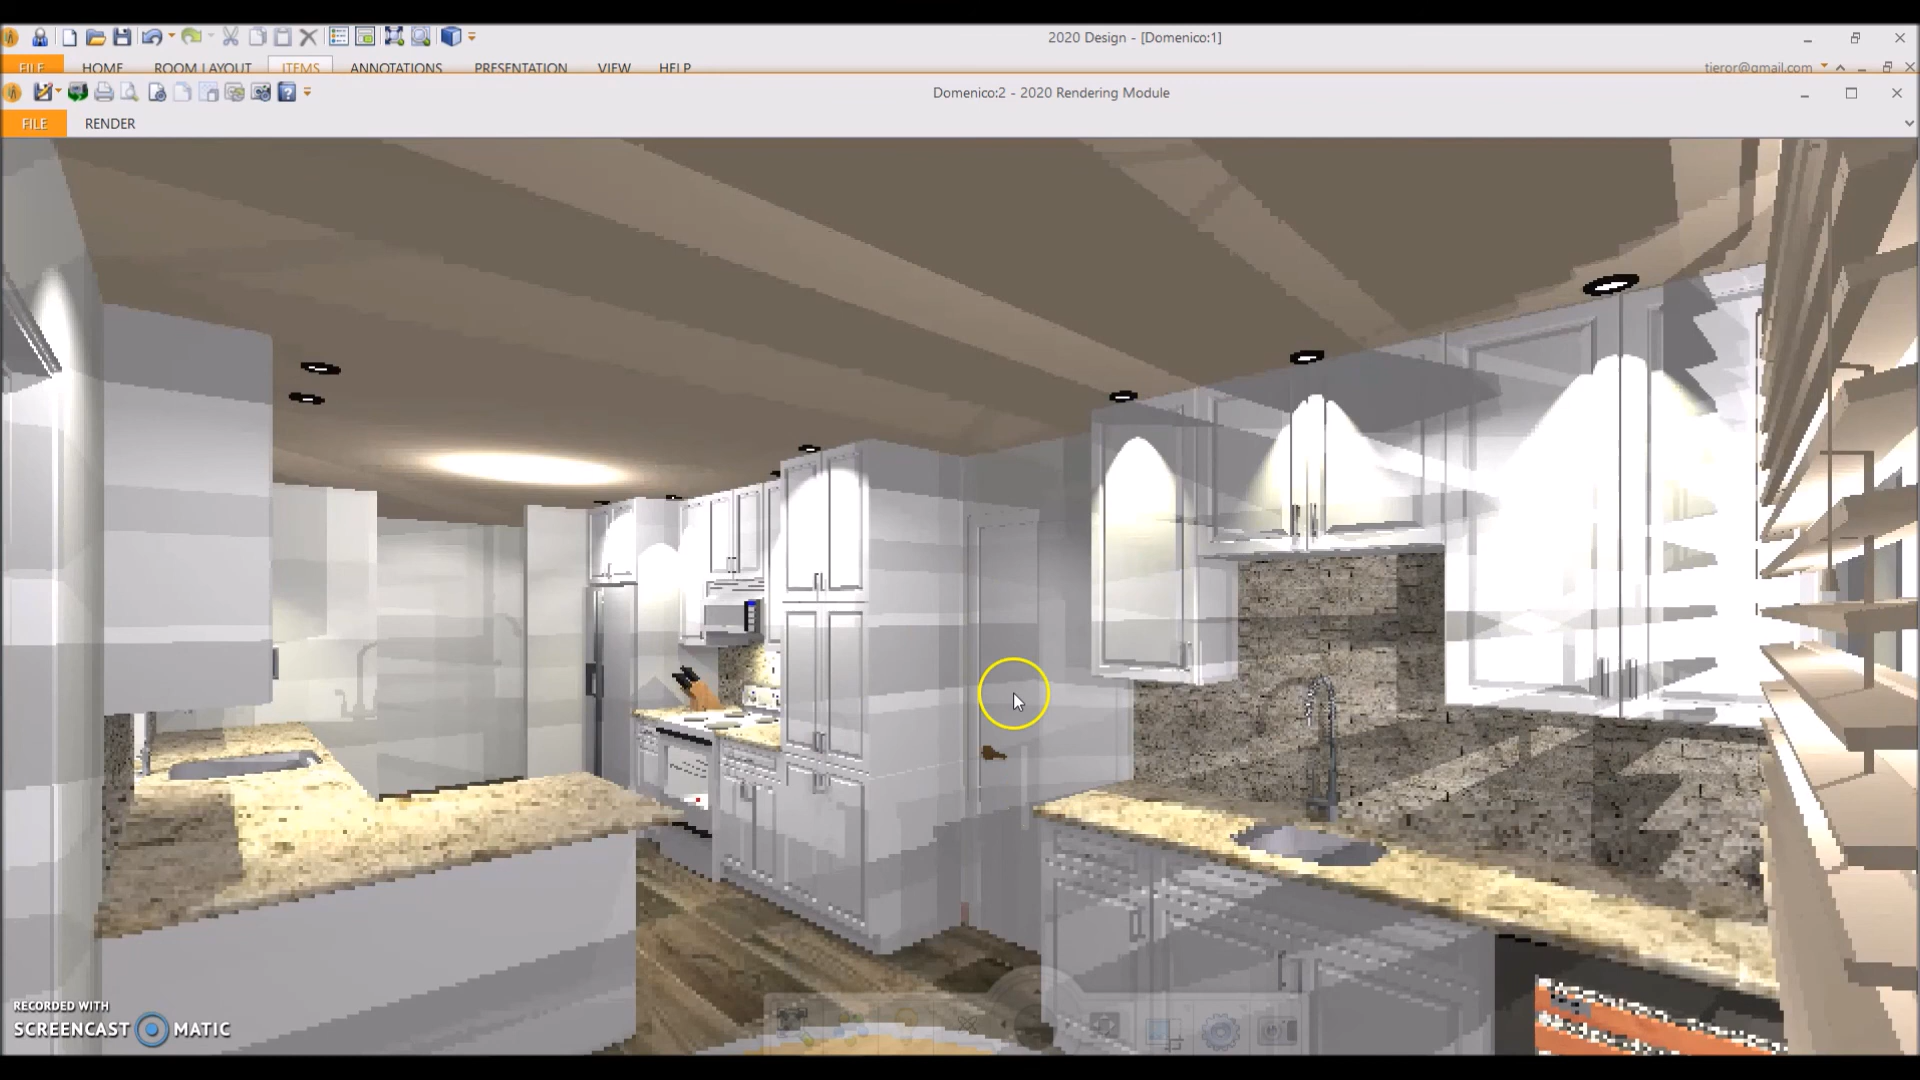 2020 Design - [Domenico:1]
FILE HOME ROOM LAYOUT ITEMS ANNOTATIONS PRESENTATION VIEW HELP tieror@gmail.com
Domenico:2 - 2020 Rendering Module
FILE RENDER
RECORDED WITH
SCREENCAST MATIC